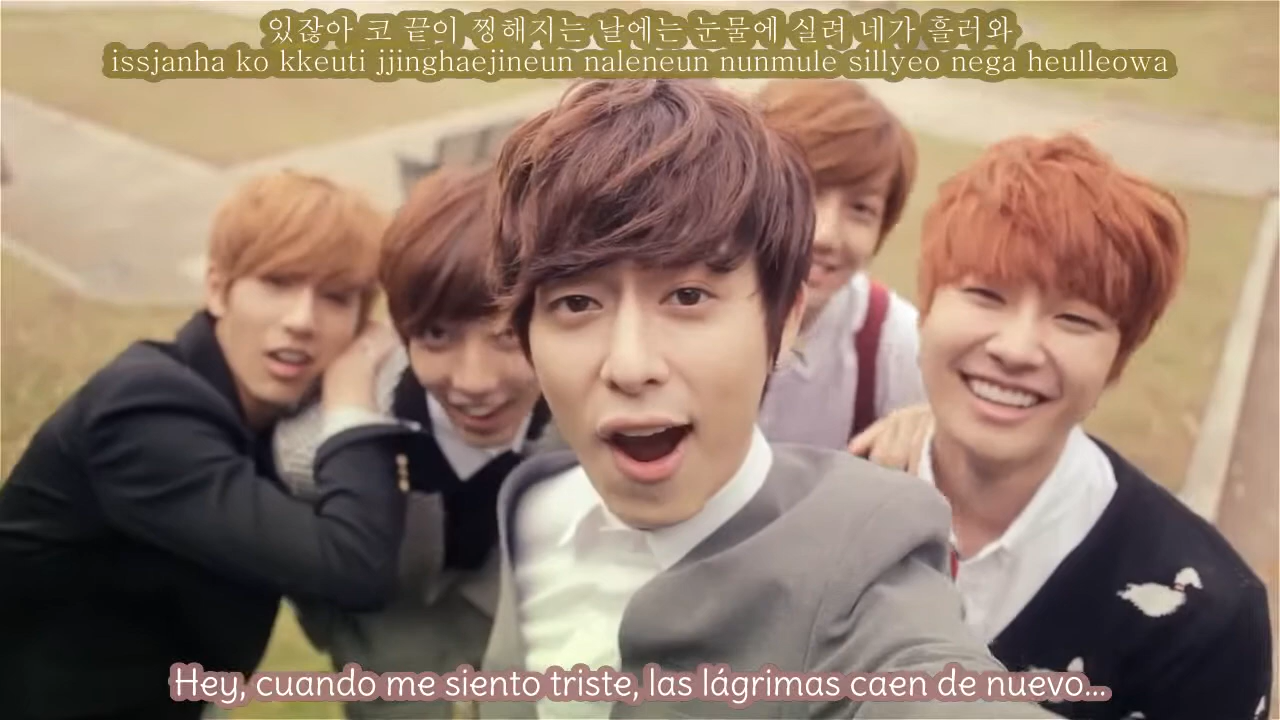 있잖아 코 끝이 찡해지는 날에는 눈물에 실려 네가 흘러와
issjanha ko kkeuti jjinghaejineun naleneun nunmule sillyeo nega heulleowa
Hey, cuando me siento triste, las lágrimas caen de nuevo...